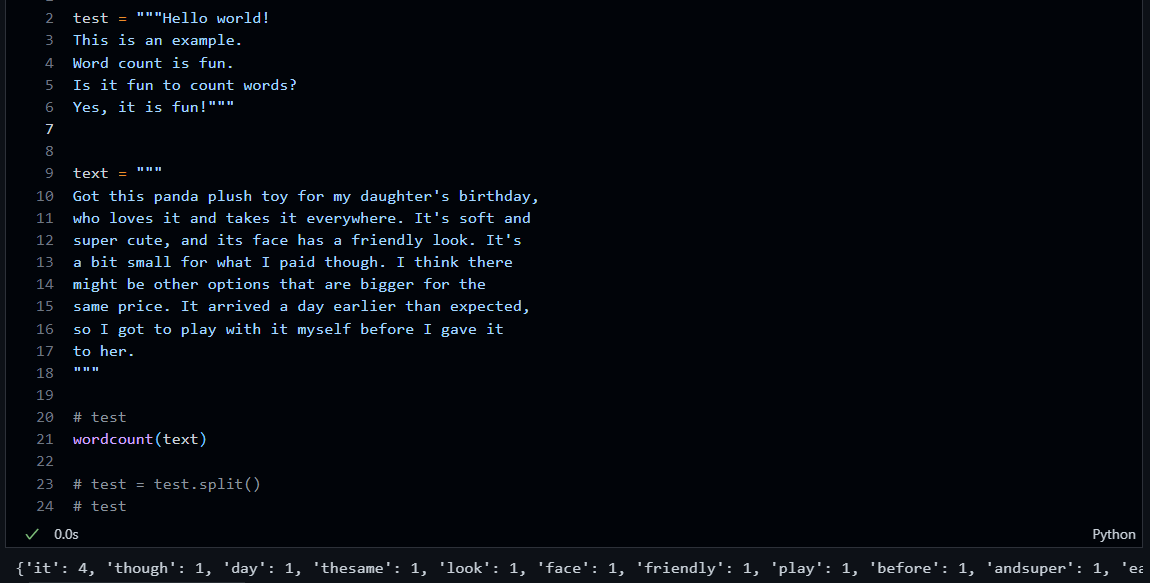 2 test = """Hello world!
3 This is an example.
4 Word count is fun.
5 Is it fun to count words?
6 Yes, it is fun!"""
7
8
9 text = """
10 Got this panda plush toy for my daughter's birthday,
11 who loves it and takes it everywhere. It's soft and
12 super cute, and its face has a friendly look. It's
13 a bit small for what I paid though. I think there
14 might be other options that are bigger for the
15 same price. It arrived a day earlier than expected,
16 so I got to play with it myself before I gave it
17 to her.
18 """
19
20 # test
21 wordcount(text)
22
23 # test = test.split()
24 # test
0.0s Python
{'it': 4, 'though': 1, 'day': 1, 'thesame': 1, 'look': 1, 'face': 1, 'friendly': 1, 'play': 1, 'before': 1, 'andsuper': 1,